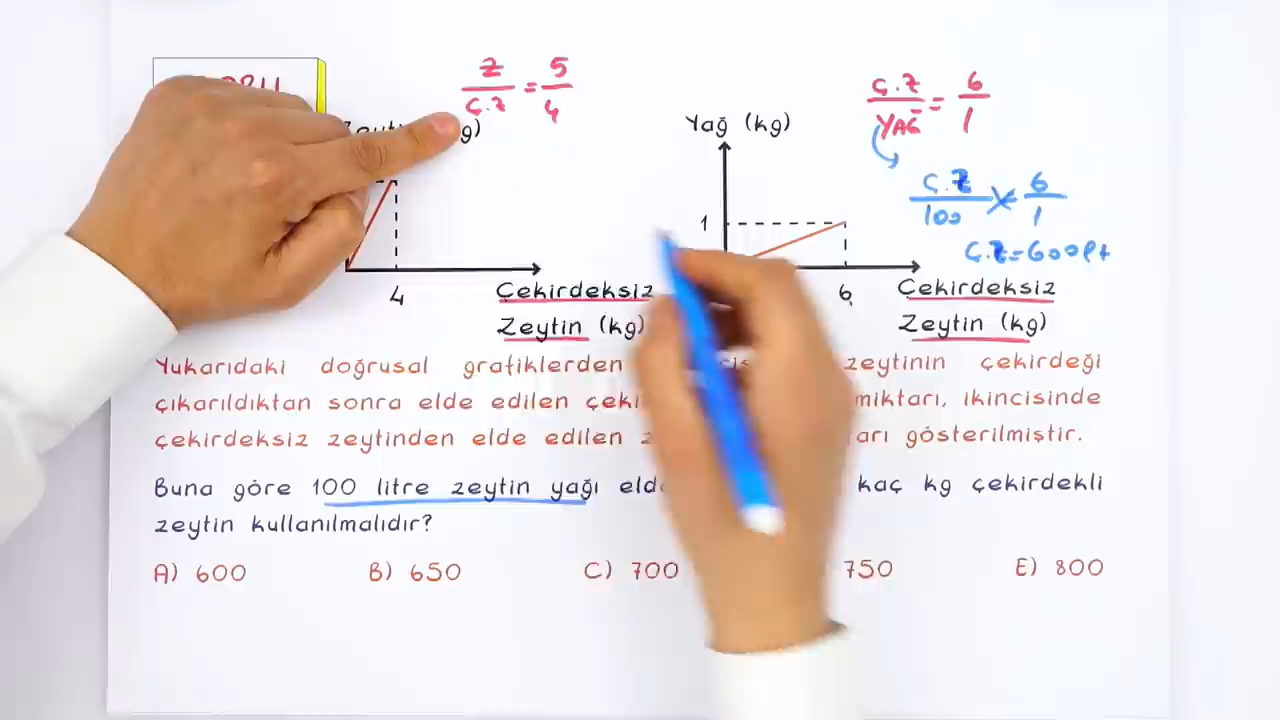 Z/Ç.Z = 5/4
Ç.Z/YAĞ = 6/1
g)
Yağ (kg)
Ç.Z/100 × 6/1
1
Ç.Z=600
4
Çekirdeksiz
Zeytin (kg)
6
Çekirdeksiz
Zeytin (kg)
Yukarıdaki doğrusal grafiklerden zeytinin çekirdeği
çıkarıldıktan sonra elde edilen miktarı, ikincisinde
çekirdeksiz zeytinden elde edilen gösterilmiştir.
Buna göre 100 litre zeytin yağı kaç kg çekirdekli
zeytin kullanılmalıdır?
A) 600 B) 650 C) 700 750 E) 800